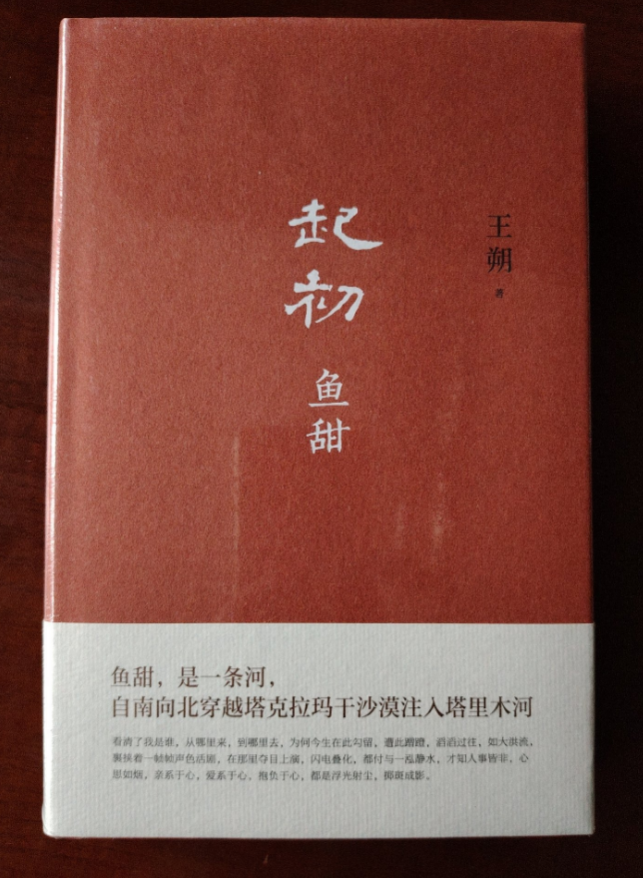 起初
鱼甜
王朔
著
鱼甜，是一条河，
自南向北穿越塔克拉玛干沙漠注入塔里木河
看清了我是谁，从哪里来，到哪里去，为何今生在此勾留，遭此蹭蹬，滔滔过往，如大洪流，
裹挟着一帧帧声色活剧，在那里夺目上演，闪电叠化，都付与一泓静水，才知人事皆非，心
思如烟，亲系于心，爱系于心，抱负于心，都是浮光射尘，掷斑成影。